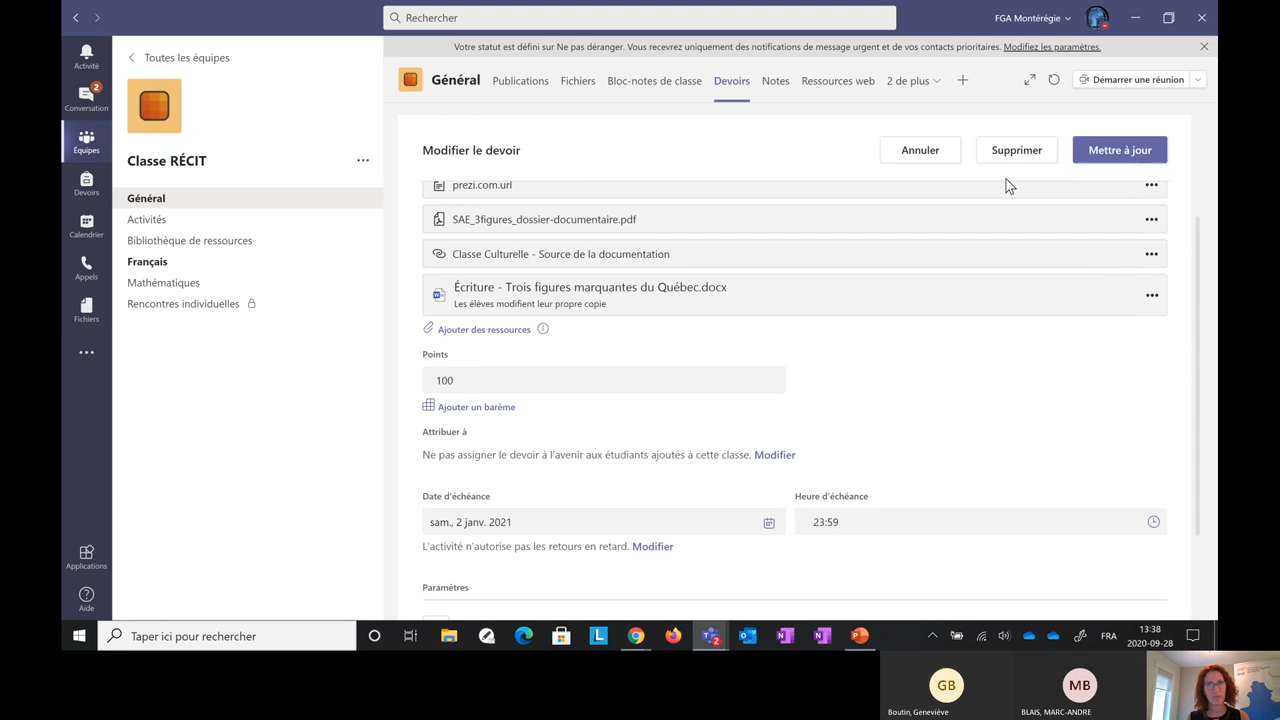 Rechercher
FGA Montérégie
Votre statut est défini sur Ne pas déranger. Vous recevrez uniquement des notifications de message urgent et de vos contacts prioritaires. Modifiez les paramètres.
Activité
Conversation
2
Équipes
Devoirs
Calendrier
Appels
Fichiers
Applications
Aide
Toutes les équipes
Classe RÉCIT
Général
Activités
Bibliothèque de ressources
Français
Mathématiques
Rencontres individuelles
Général Publications Fichiers Bloc-notes de classe Devoirs Notes Ressources web 2 de plus
Démarrer une réunion
Modifier le devoir
Annuler
Supprimer
Mettre à jour
prezi.com.url
SAE_3figures_dossier-documentaire.pdf
Classe Culturelle - Source de la documentation
Écriture - Trois figures marquantes du Québec.docx
Les élèves modifient leur propre copie
Ajouter des ressources
Points
100
Ajouter un barème
Attribuer à
Ne pas assigner le devoir à l'avenir aux étudiants ajoutés à cette classe. Modifier
Date d'échéance
Heure d'échéance
sam., 2 janv. 2021
23:59
L'activité n'autorise pas les retours en retard. Modifier
Paramètres
Taper ici pour rechercher
L
2
FRA
13:38
2020-09-28
GB
Boutin, Geneviève
MB
BLAIS, MARC-ANDRE